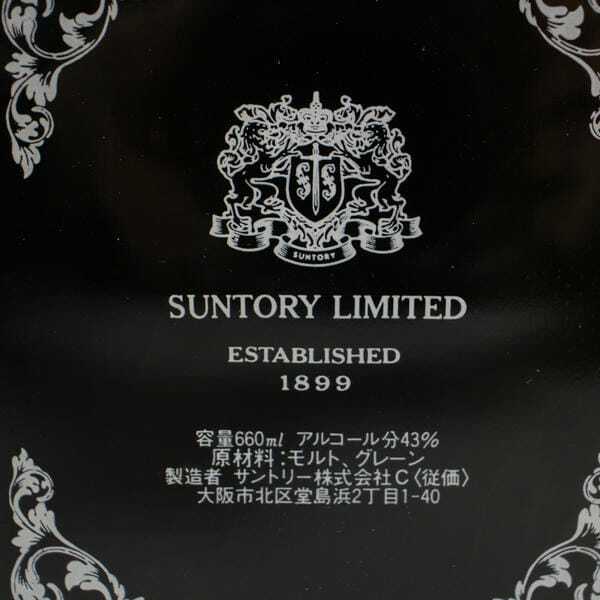 SUNTORY
SUNTORY LIMITED
ESTABLISHED
1899
容量660ml アルコール分43%
原材料:モルト、グレーン
製造者 サントリー株式会社C〈従価〉
大阪市北区堂島浜2丁目1-40